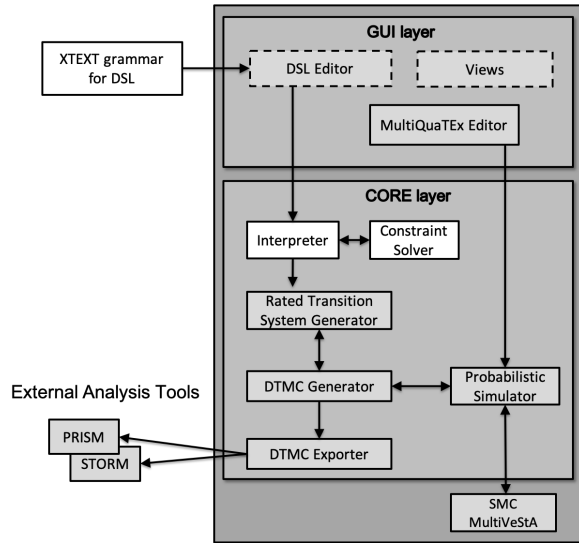 GUI layer
XTEXT grammar
for DSL
DSL Editor
Views
MultiQuaTEx Editor
CORE layer
Interpreter
Constraint
Solver
Rated Transition
System Generator
External Analysis Tools
DTMC Generator
Probabilistic
Simulator
PRISM
STORM
DTMC Exporter
SMC
MultiVeStA